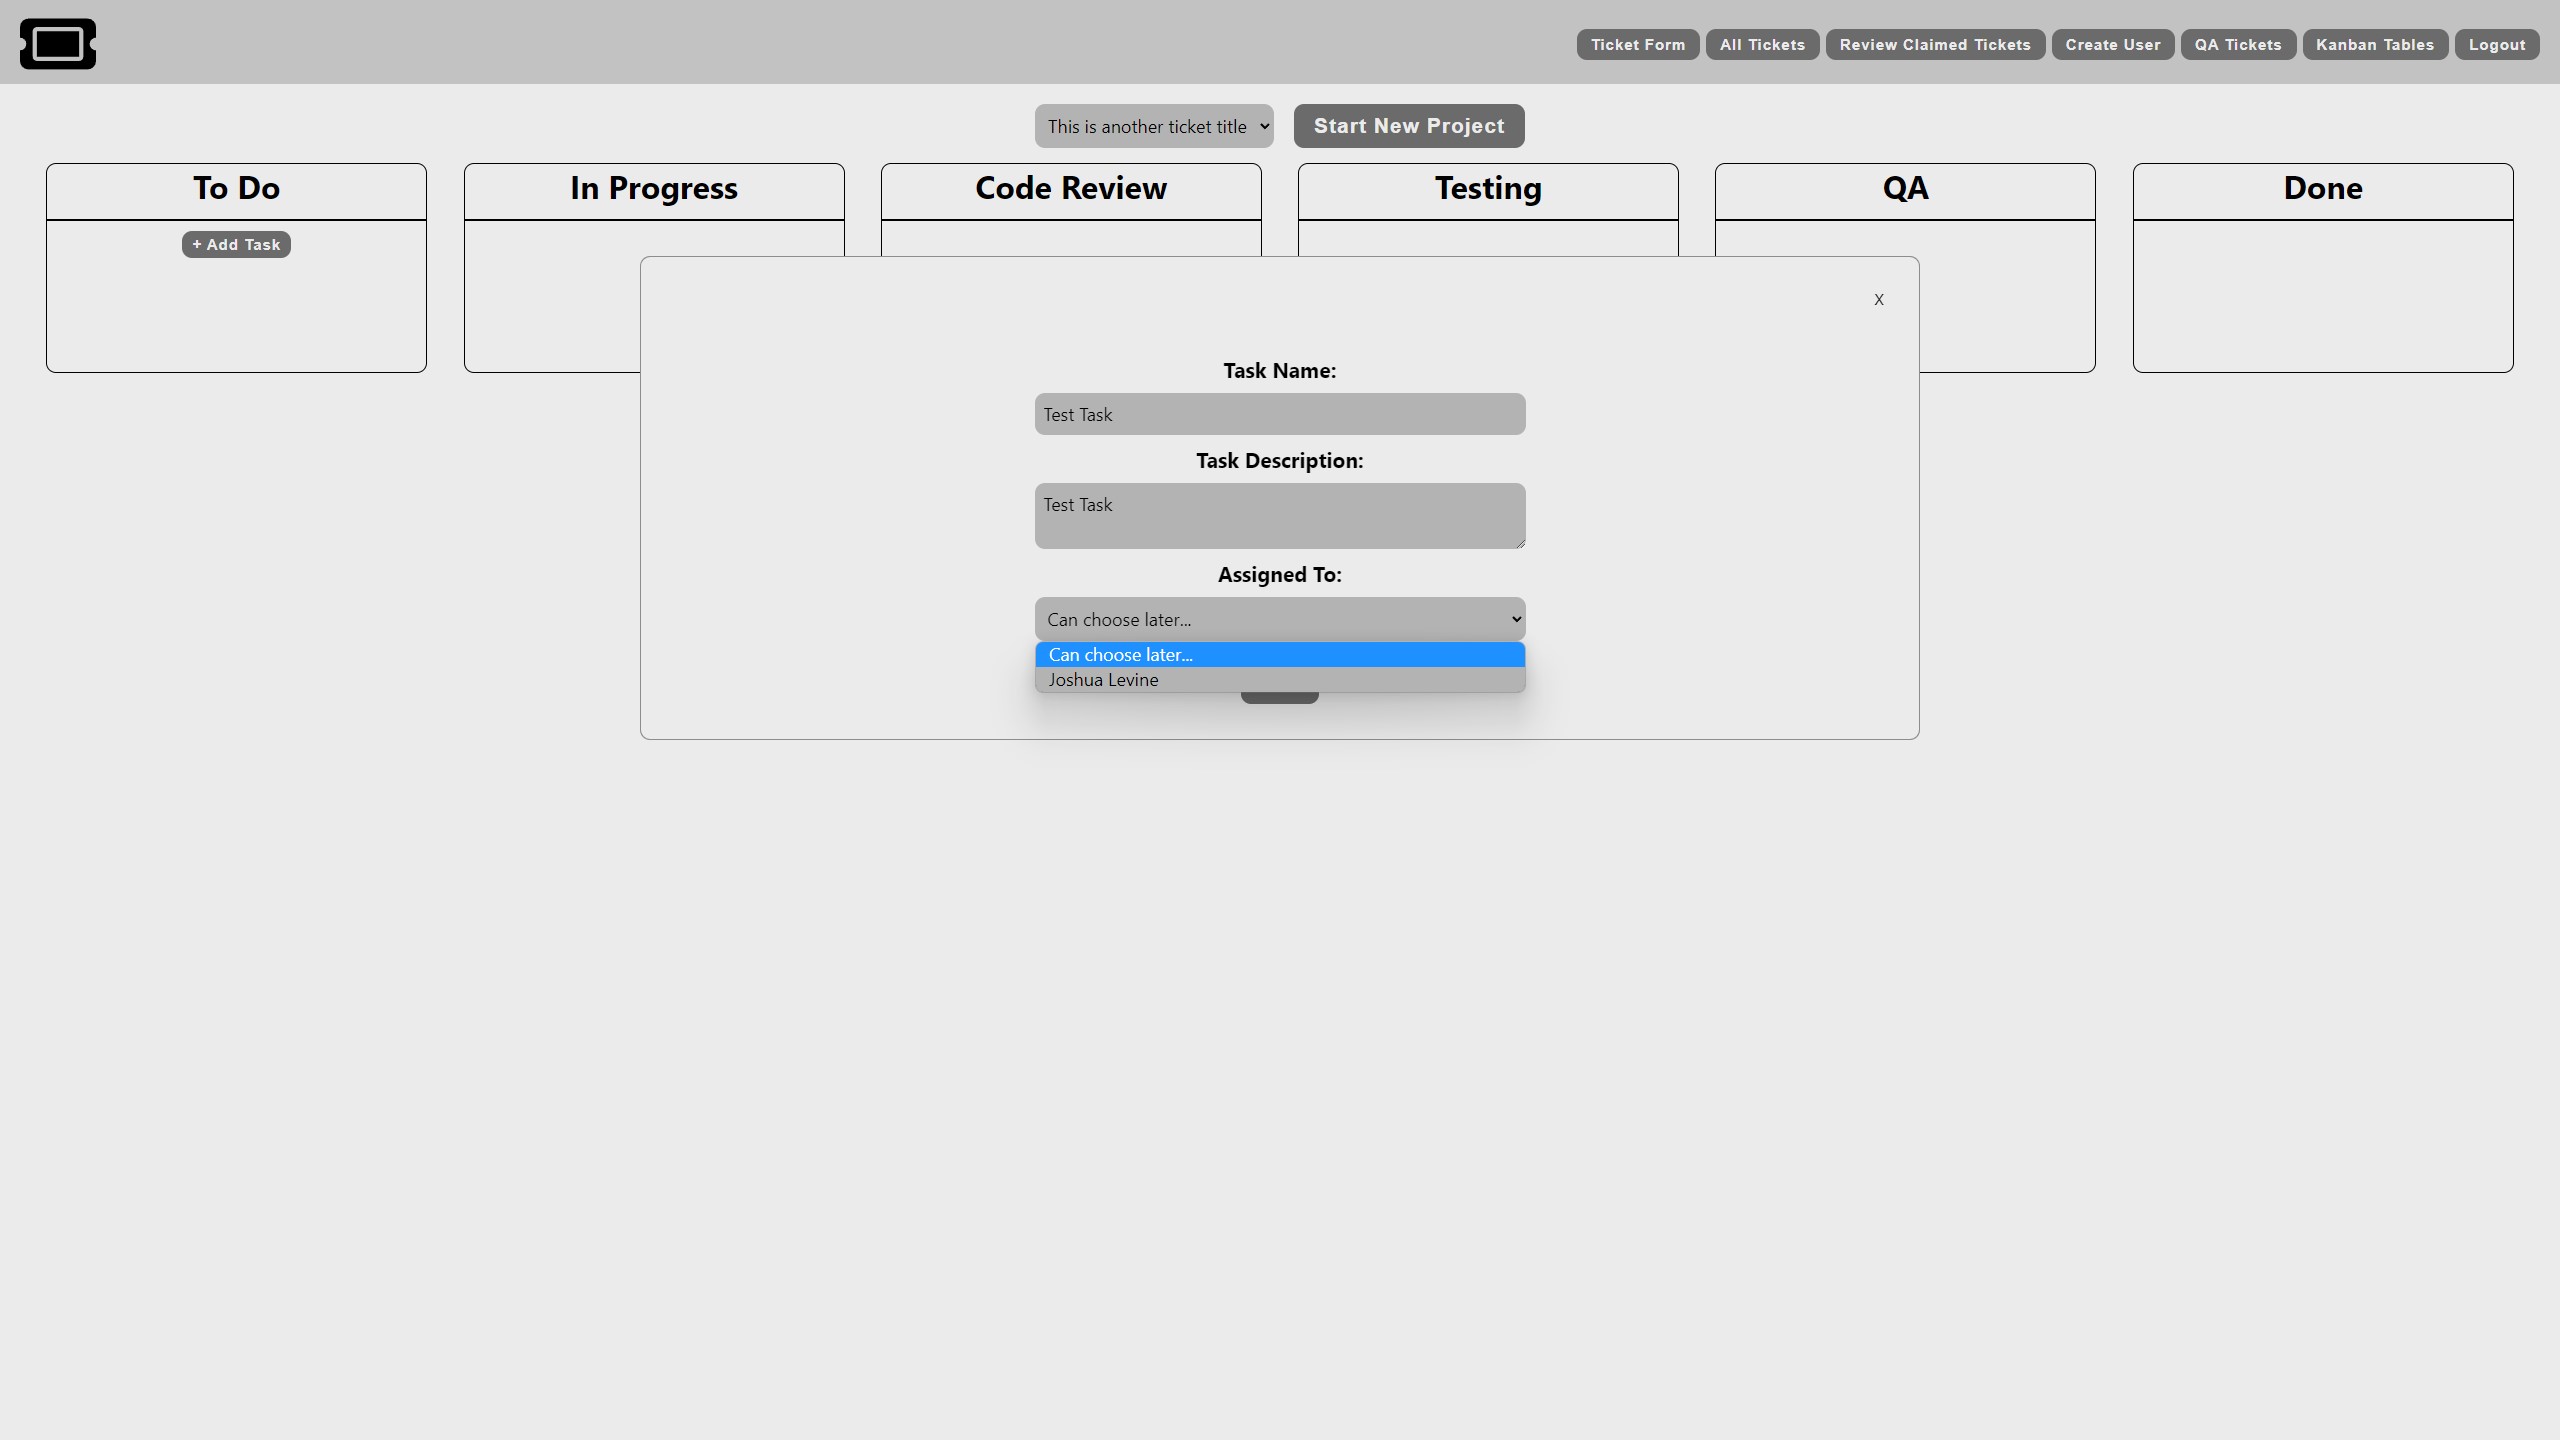 Ticket Form All Tickets Review Claimed Tickets Create User QA Tickets Kanban Tables Logout
This is another ticket title Start New Project
To Do In Progress Code Review Testing QA Done
+ Add Task
X
Task Name:
Test Task
Task Description:
Test Task
Assigned To:
Can choose later...
Can choose later...
Joshua Levine